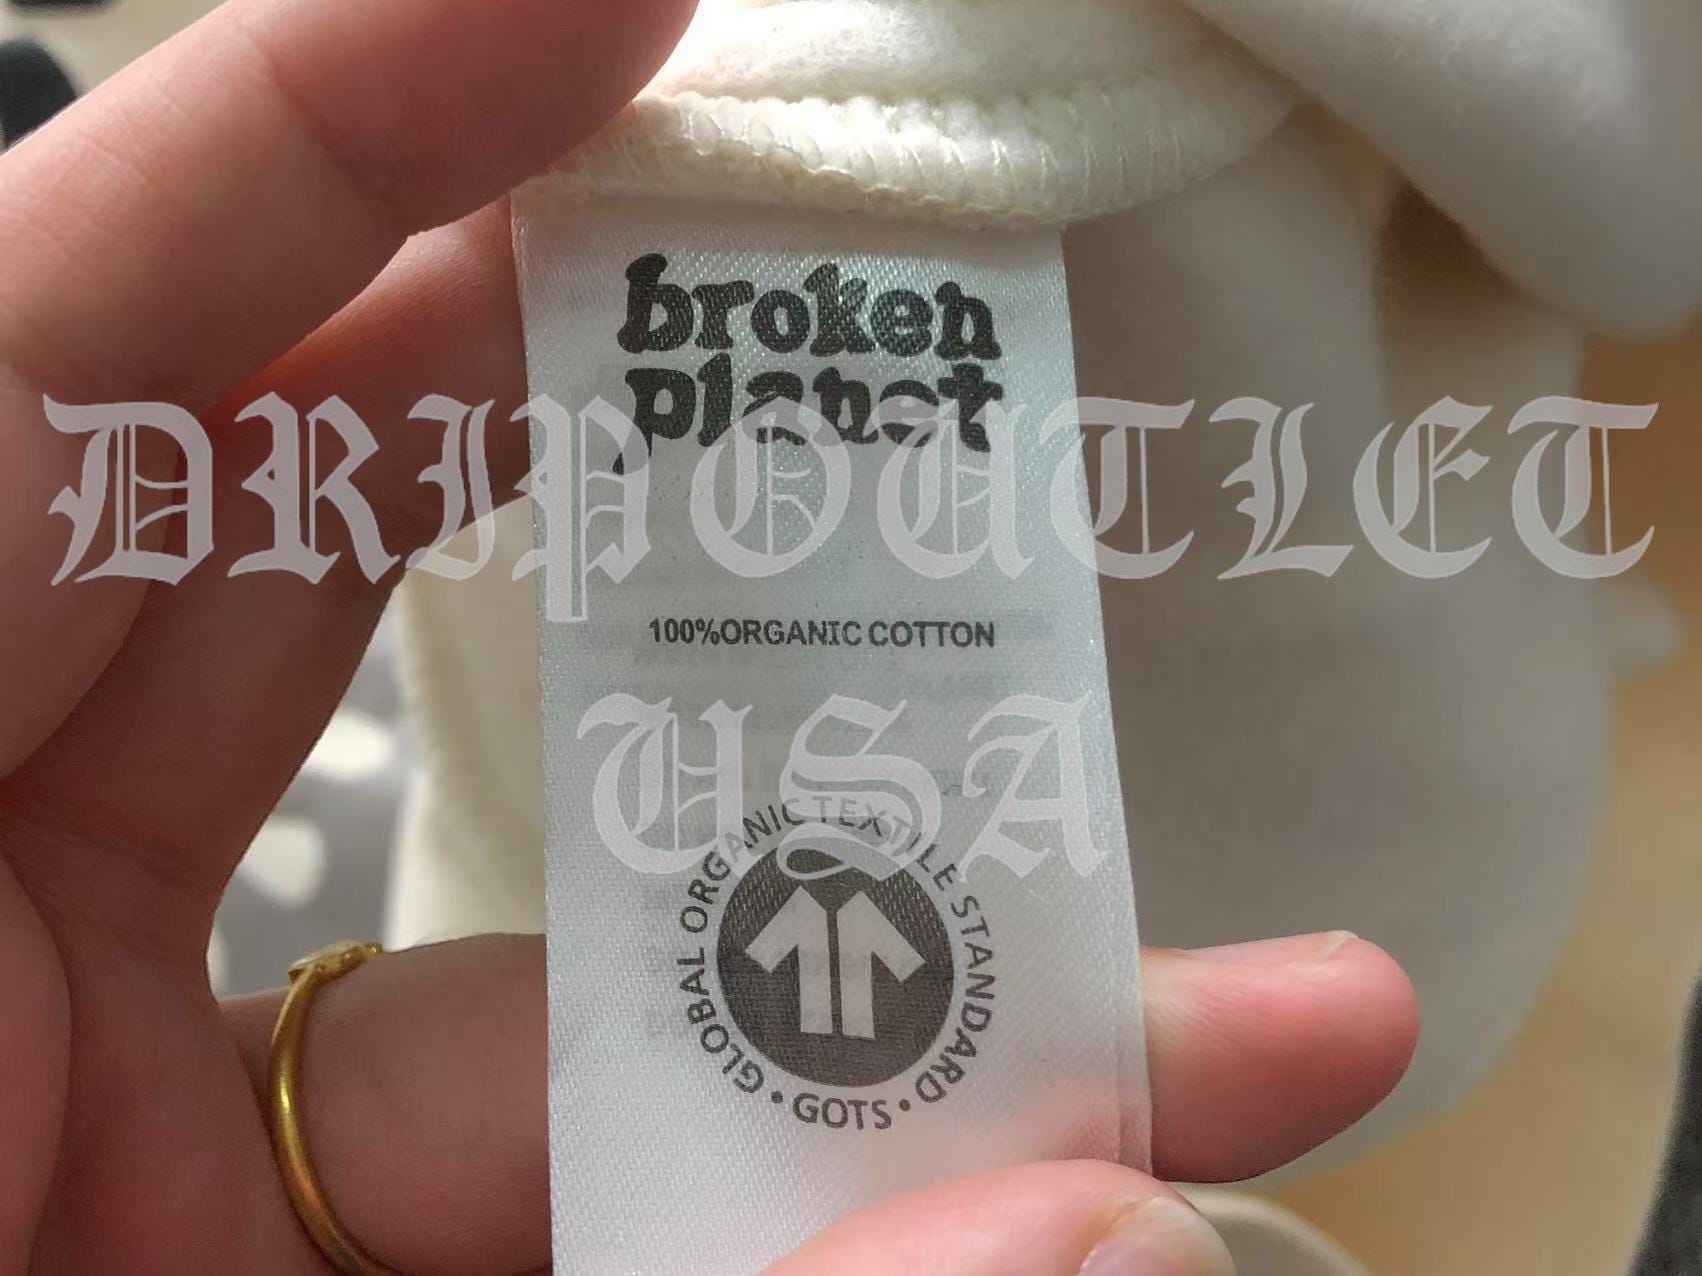 broken
planet
DRIPOUTLET
100%ORGANIC COTTON
USA
GLOBAL ORGANIC TEXTILE STANDARD
• GOTS •